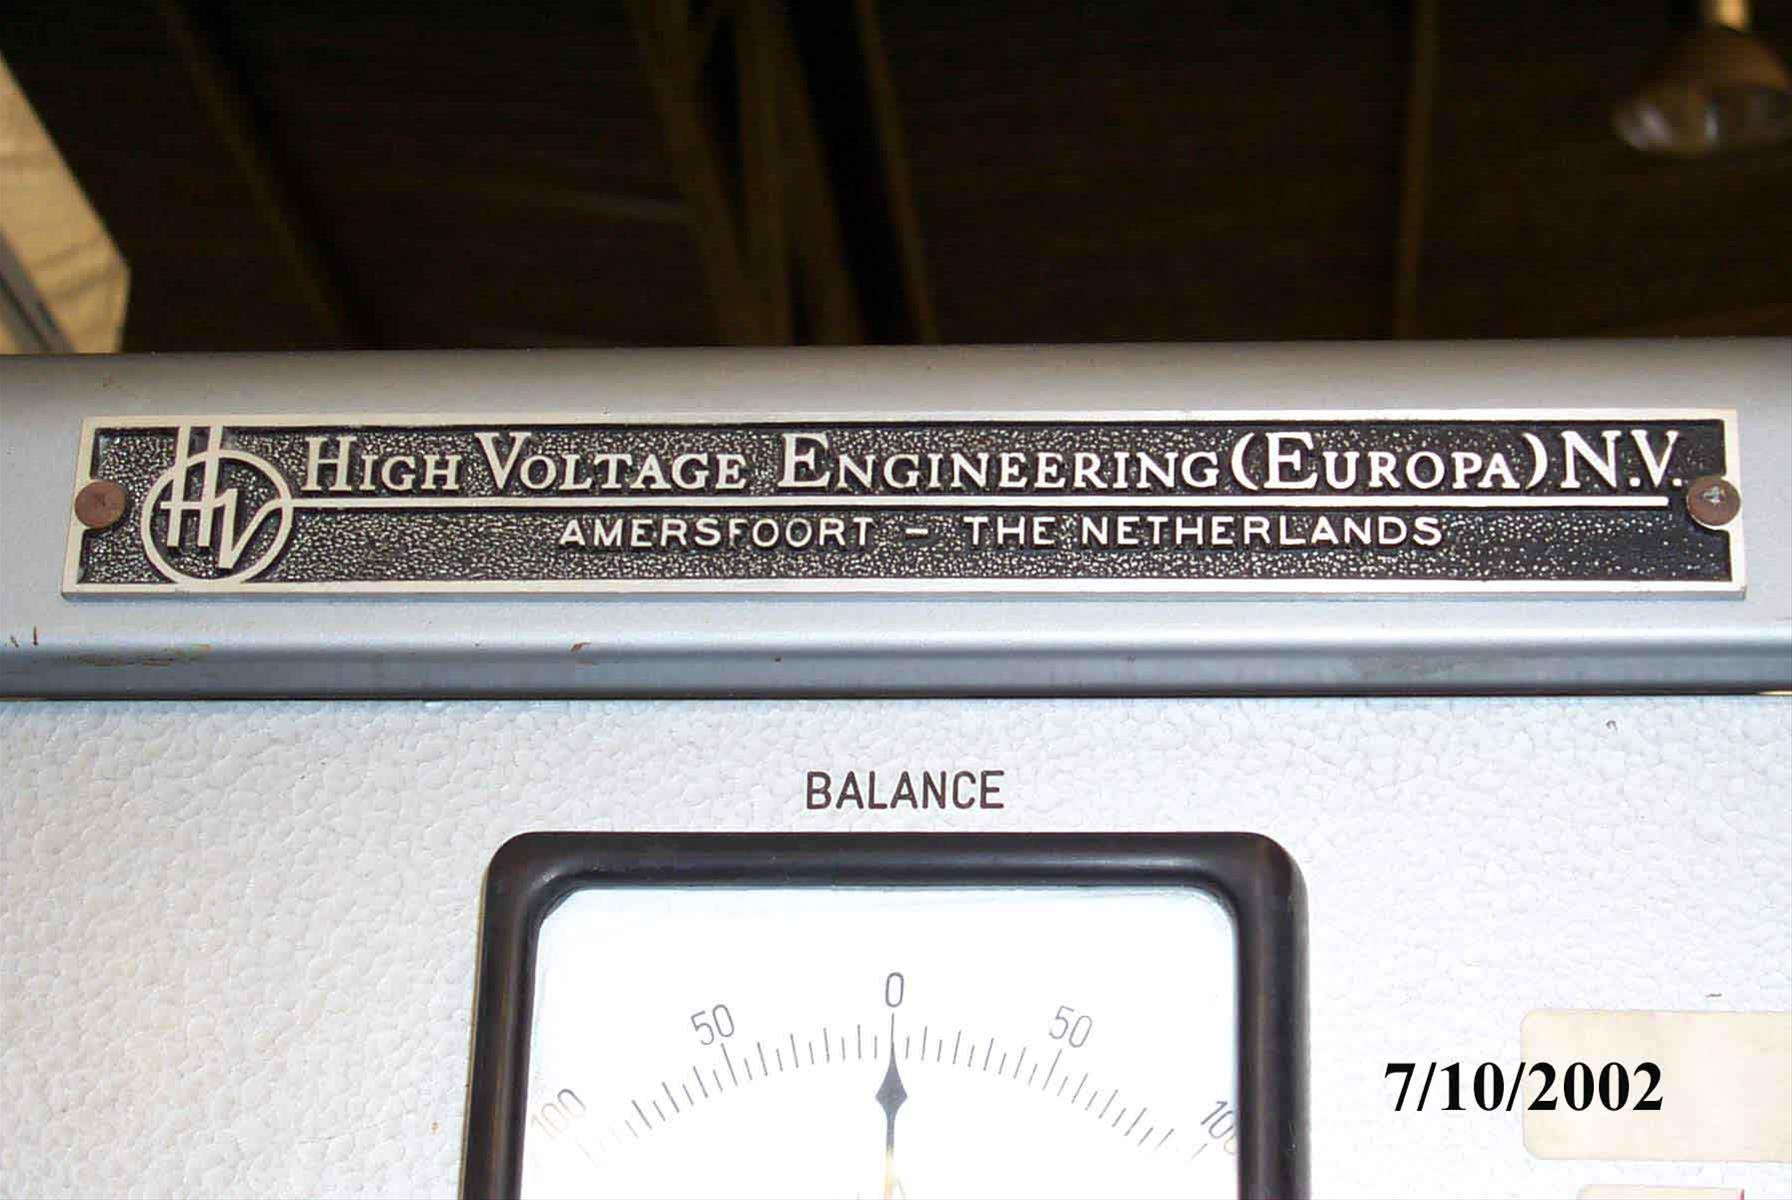 HV HIGH VOLTAGE ENGINEERING (EUROPA) N.V.
AMERSFOORT - THE NETHERLANDS
BALANCE
100 50 0 50 100
7/10/2002